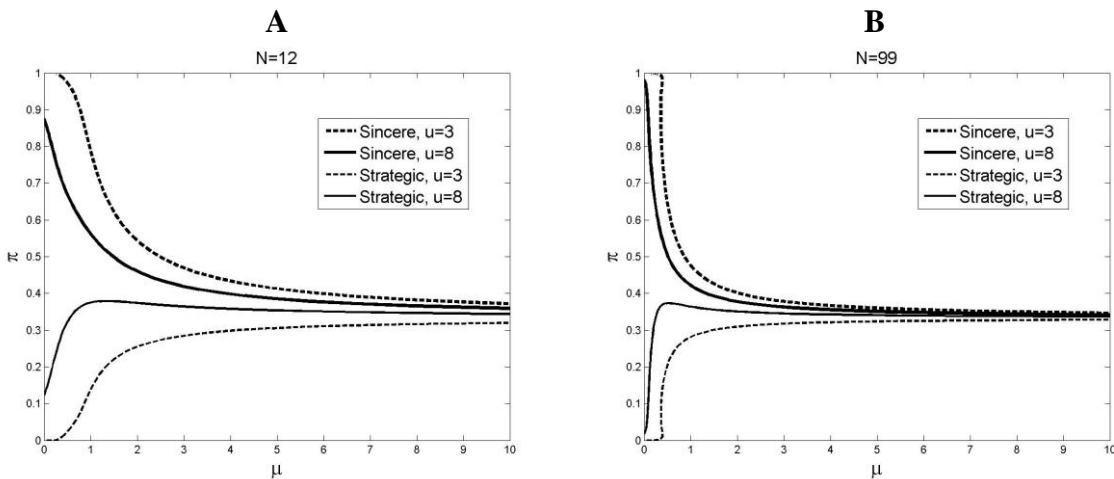 A
N=12
1
0.9
0.8
0.7
0.6
0.5
0.4
0.3
0.2
0.1
0
π
Sincere, u=3
Sincere, u=8
Strategic, u=3
Strategic, u=8
0 1 2 3 4 5 6 7 8 9 10
μ
B
N=99
1
0.9
0.8
0.7
0.6
0.5
0.4
0.3
0.2
0.1
0
π
Sincere, u=3
Sincere, u=8
Strategic, u=3
Strategic, u=8
0 1 2 3 4 5 6 7 8 9 10
μ